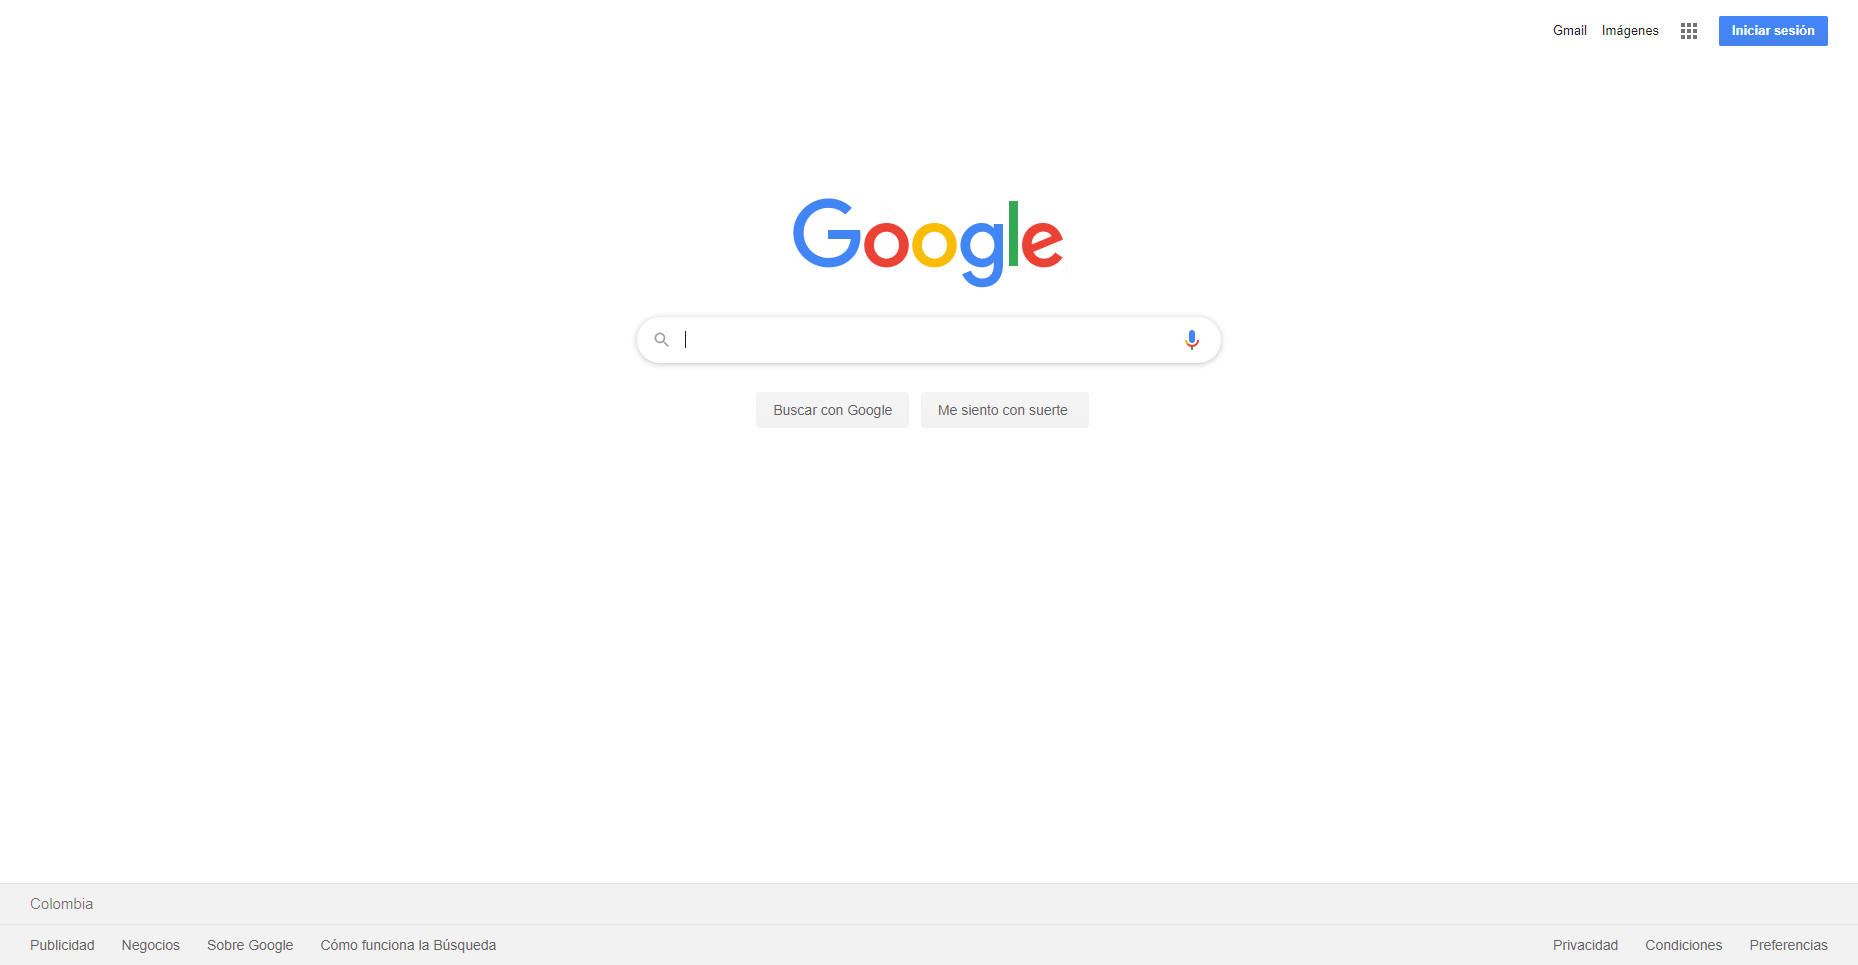 Gmail Imágenes Iniciar sesión
Google
Buscar con Google Me siento con suerte
Colombia
Publicidad Negocios Sobre Google Cómo funciona la Búsqueda Privacidad Condiciones Preferencias